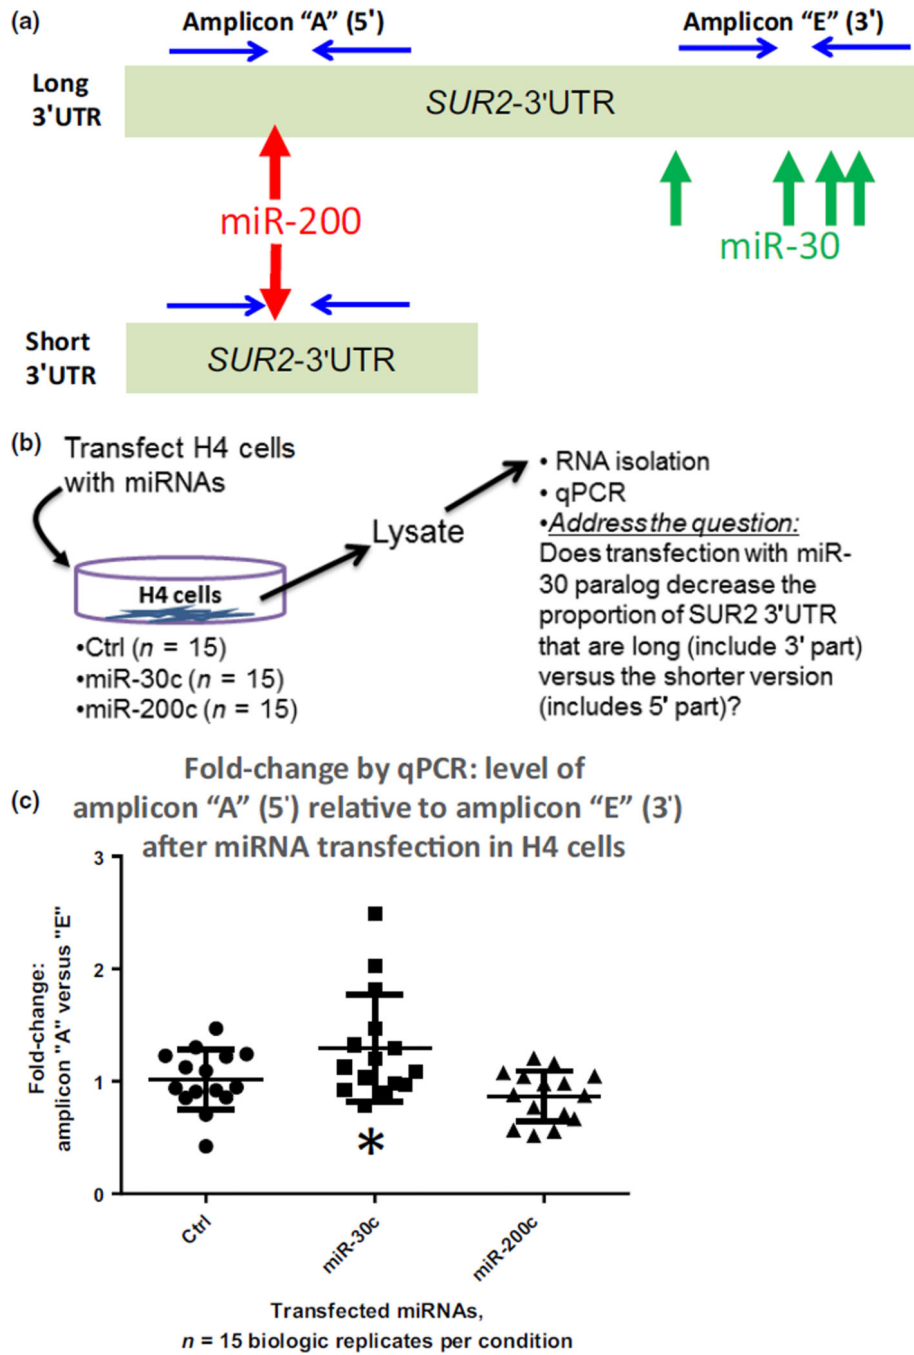 (a)
Amplicon “A” (5')
Amplicon “E” (3')
Long
3'UTR
SUR2-3'UTR
miR-200
miR-30
Short
3'UTR
SUR2-3'UTR
(b)
Transfect H4 cells
with miRNAs
H4 cells
•Ctrl (n = 15)
•miR-30c (n = 15)
•miR-200c (n = 15)
Lysate
• RNA isolation
• qPCR
•Address the question:
Does transfection with miR-
30 paralog decrease the
proportion of SUR2 3'UTR
that are long (include 3' part)
versus the shorter version
(includes 5' part)?
(c)
Fold-change by qPCR: level of
amplicon “A” (5') relative to amplicon “E” (3')
after miRNA transfection in H4 cells
Fold-change:
amplicon "A" versus "E"
3
2
1
0
*
Ctrl
miR-30c
miR-200c
Transfected miRNAs,
n = 15 biologic replicates per condition